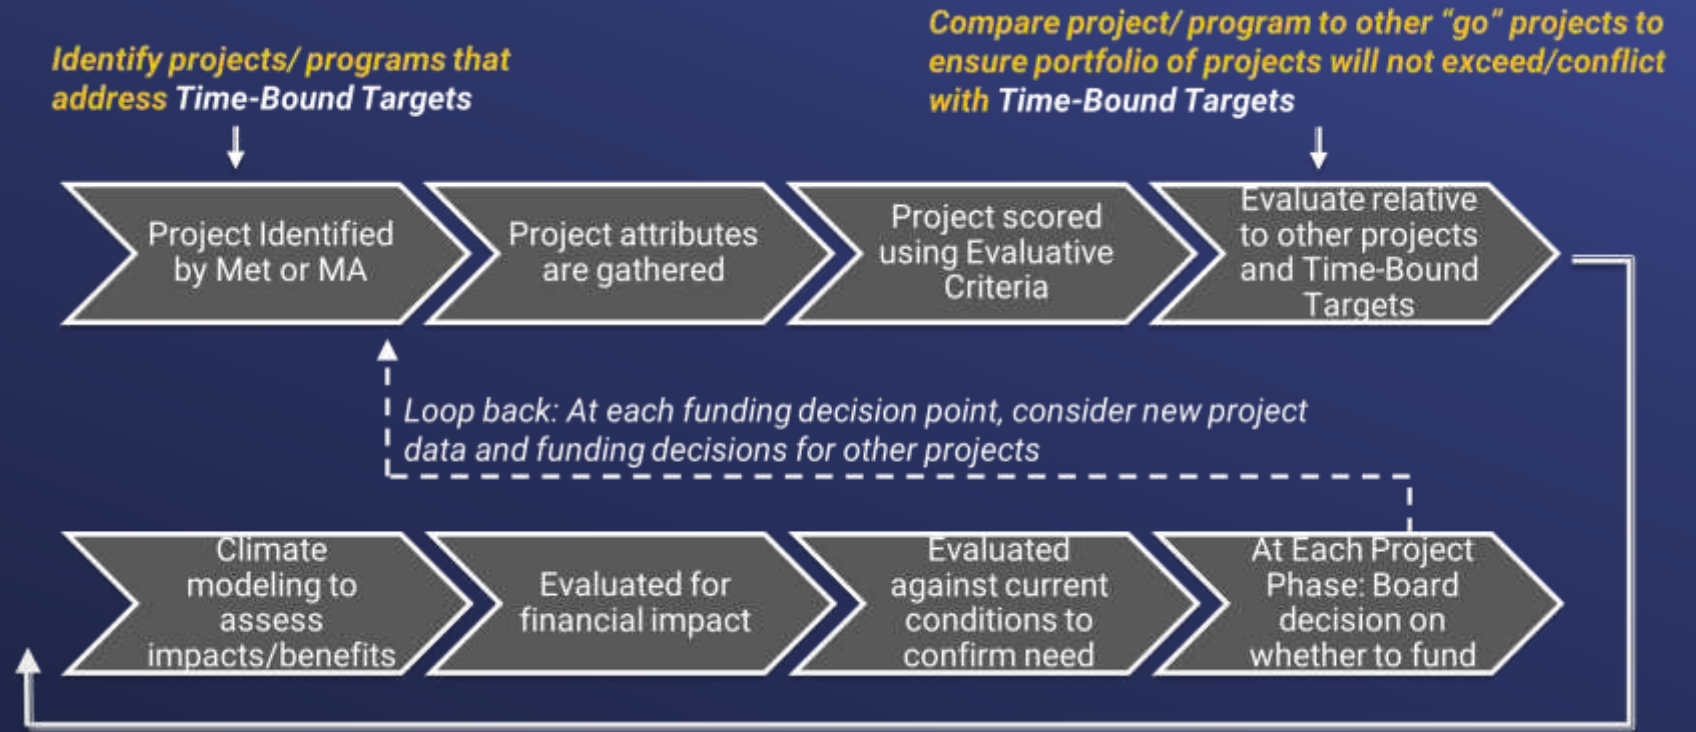 Identify projects/ programs that
address Time-Bound Targets
Compare project/ program to other “go” projects to
ensure portfolio of projects will not exceed/conflict
with Time-Bound Targets
Project Identified
by Met or MA
Project attributes
are gathered
Project scored
using Evaluative
Criteria
Evaluate relative
to other projects
and Time-Bound
Targets
Loop back: At each funding decision point, consider new project
data and funding decisions for other projects
Climate
modeling to
assess
impacts/benefits
Evaluated for
financial impact
Evaluated
against current
conditions to
confirm need
At Each Project
Phase: Board
decision on
whether to fund